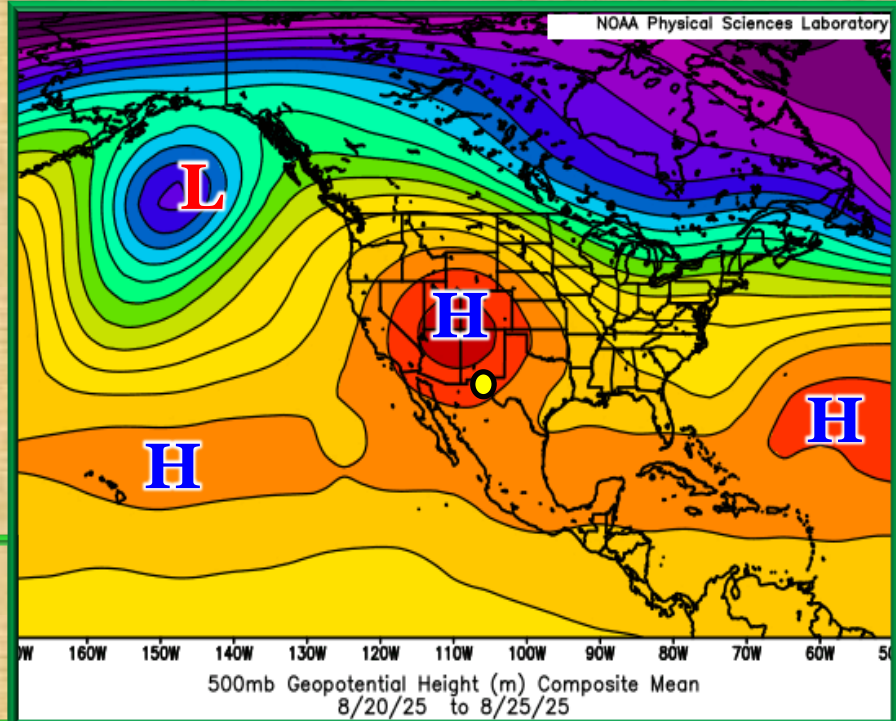 NOAA Physical Sciences Laboratory
L
H
H
H
160W 150W 140W 130W 120W 110W 100W 90W 80W 70W 60W
500mb Geopotential Height (m) Composite Mean
8/20/25 to 8/25/25